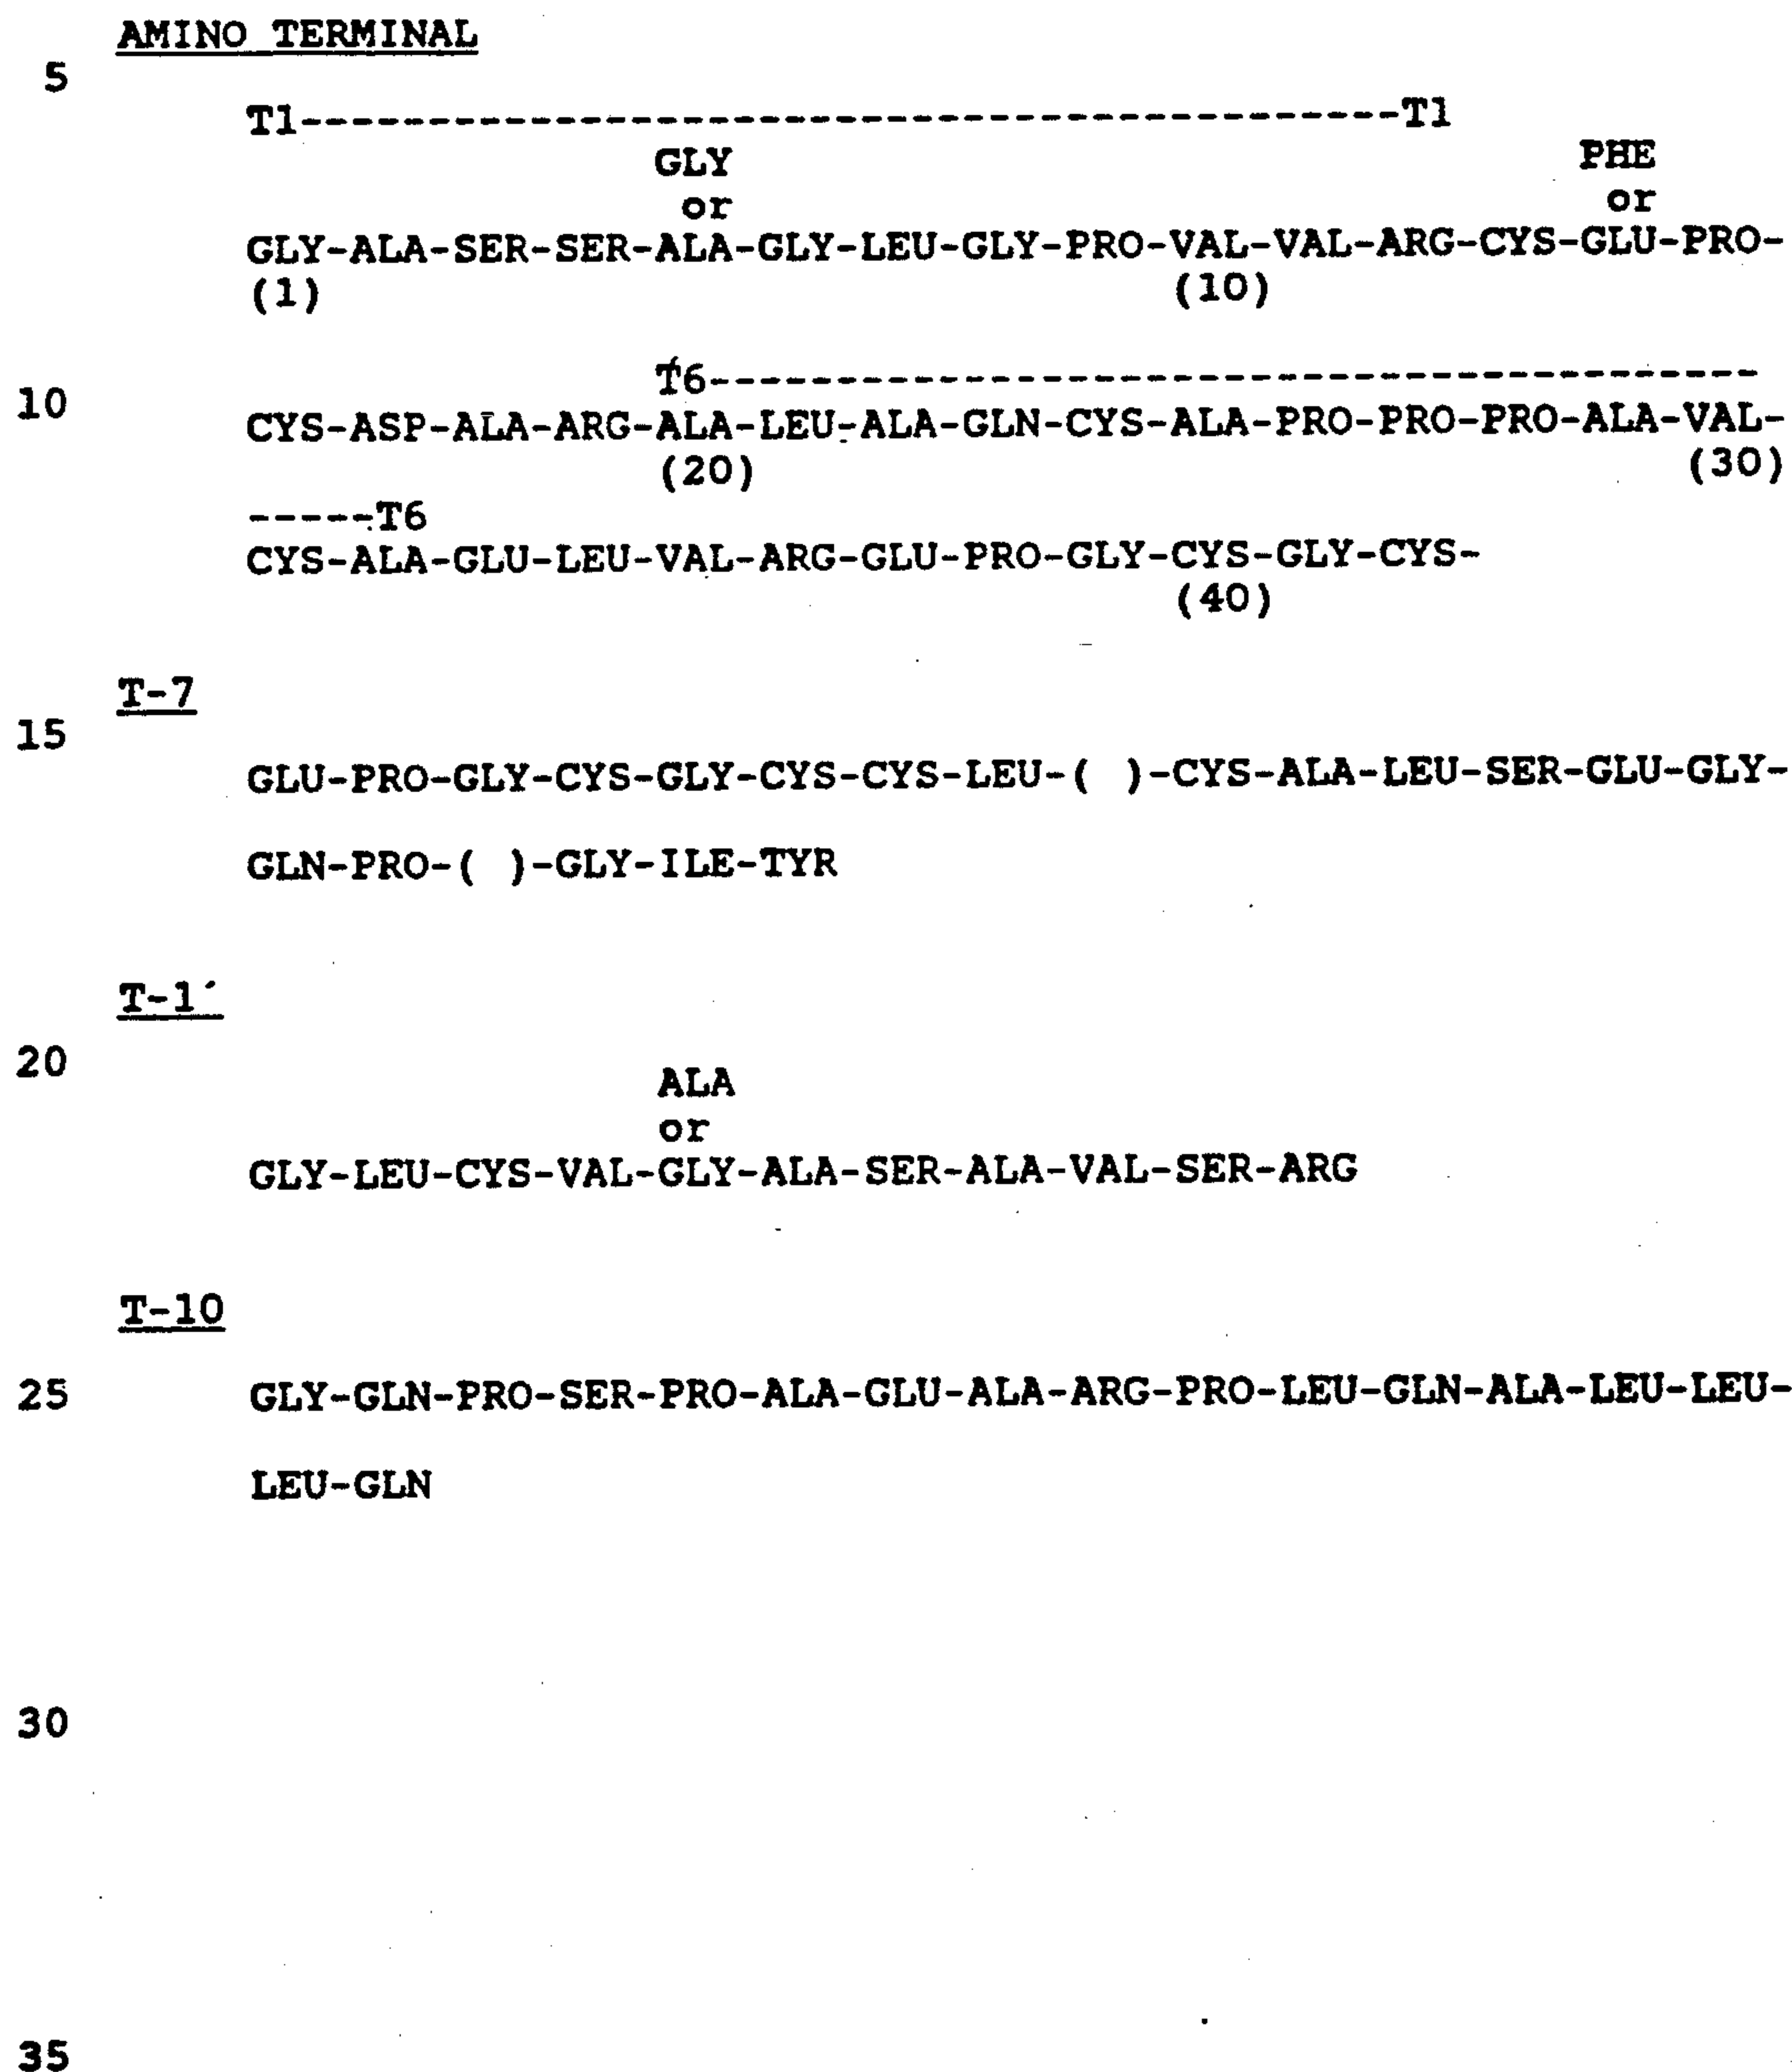 AMINO TERMINAL
5
T1-------------------------------------------T1
GLY PHE
or or
GLY-ALA-SER-SER-ALA-GLY-LEU-GLY-PRO-VAL-VAL-ARG-CYS-GLU-PRO-
(1) (10)
T6-----------------------------------------
10
CYS-ASP-ALA-ARG-ALA-LEU-ALA-GLN-CYS-ALA-PRO-PRO-PRO-ALA-VAL-
(20) (30)
-----T6
CYS-ALA-GLU-LEU-VAL-ARG-GLU-PRO-GLY-CYS-GLY-CYS-
(40)
T-7
15
GLU-PRO-GLY-CYS-GLY-CYS-CYS-LEU-( )-CYS-ALA-LEU-SER-GLU-GLY-
GLN-PRO-( )-GLY-ILE-TYR
T-1´
20
ALA
or
GLY-LEU-CYS-VAL-GLY-ALA-SER-ALA-VAL-SER-ARG
T-10
25 GLY-GLN-PRO-SER-PRO-ALA-GLU-ALA-ARG-PRO-LEU-GLN-ALA-LEU-LEU-
LEU-GLN
30
35